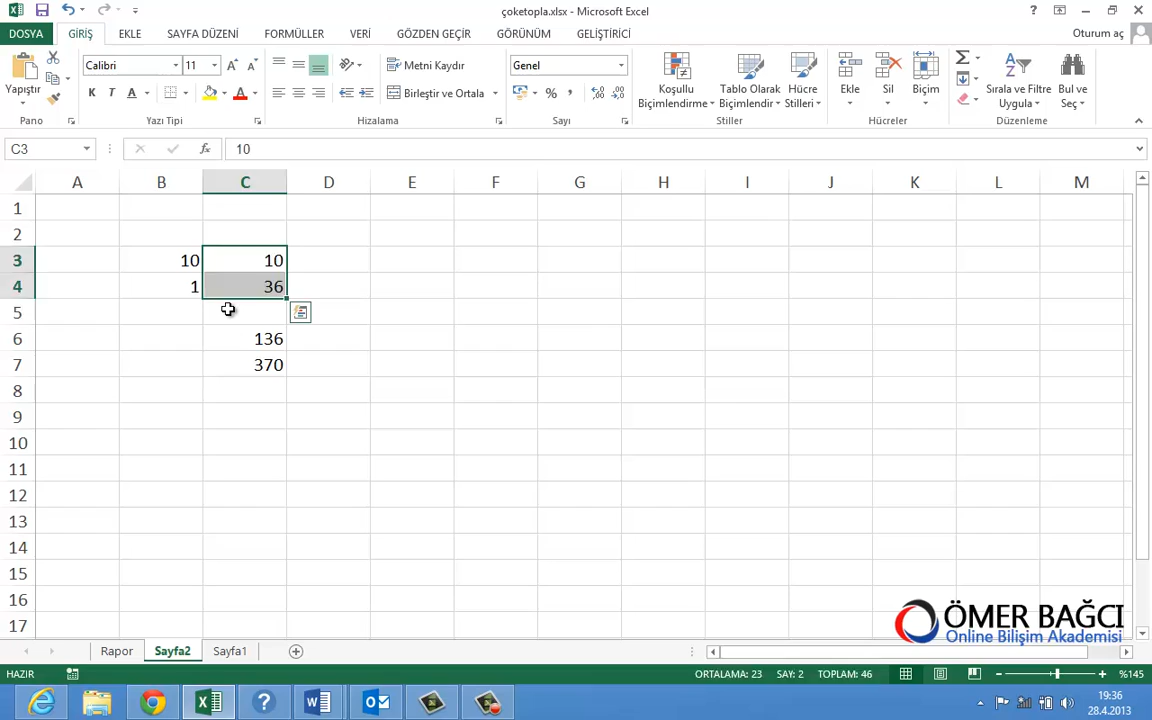 çoketopla.xlsx - Microsoft Excel
DOSYA GİRİŞ EKLE SAYFA DÜZENİ FORMÜLLER VERİ GÖZDEN GEÇİR GÖRÜNÜM GELİŞTİRİCİ Oturum aç
Yapıştır
Calibri 11
K T A
Metni Kaydır
Birleştir ve Ortala
Genel
Koşullu Biçimlendirme
Tablo Olarak Biçimlendir
Hücre Stilleri
Ekle
Sil
Biçim
Sırala ve Filtre Uygula
Bul ve Seç
Pano Yazı Tipi Hizalama Sayı Stiller Hücreler Düzenleme
C3 fx 10
A B C D E F G H I J K L M
1
2
3 10 10
4 1 36
5
6 136
7 370
8
9
10
11
12
13
14
15
16
17
ÖMER BAĞCI
Online Bilişim Akademisi
Rapor Sayfa2 Sayfa1
HAZIR ORTALAMA: 23 SAY: 2 TOPLAM: 46 %145
19:36
28.4.2013